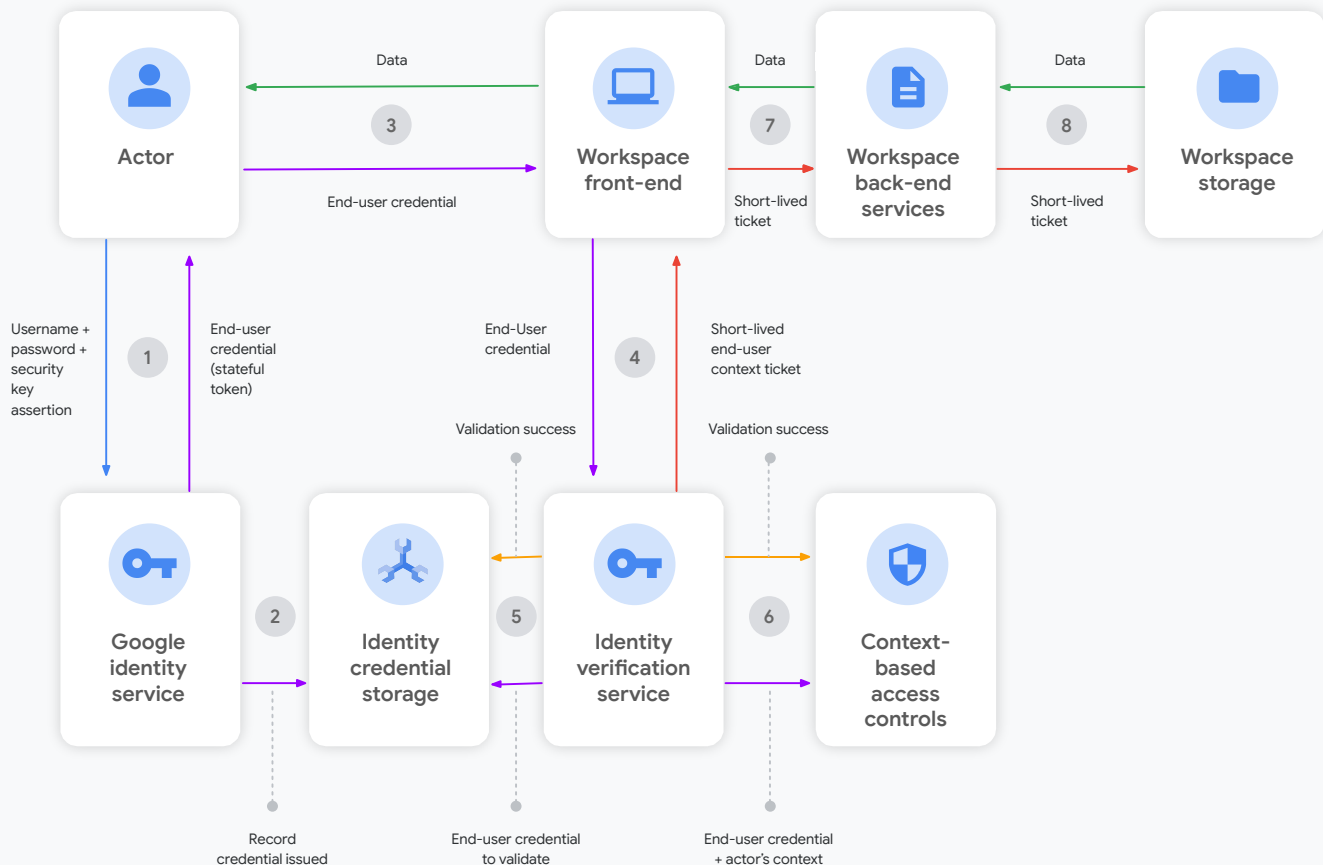 Data
Data
Data
3
7
8
Actor
Workspace
front-end
Workspace
back-end
services
Workspace
storage
End-user credential
Short-lived
ticket
Short-lived
ticket
Username +
password +
security
key
assertion
1
End-user
credential
(stateful
token)
End-User
credential
4
Short-lived
end-user
context ticket
Validation success
Validation success
2
5
6
Google
identity
service
Identity
credential
storage
Identity
verification
service
Context-
based
access
controls
Record
credential issued
End-user credential
to validate
End-user credential
+ actor's context